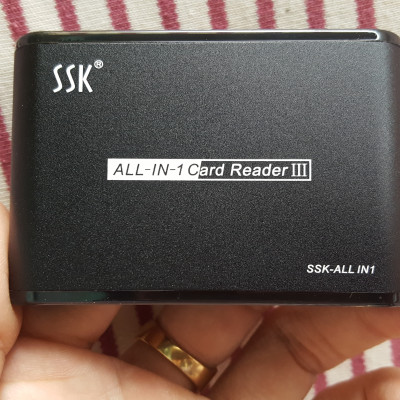 SSK®
ALL-IN-1 Card Reader III
SSK-ALL IN1